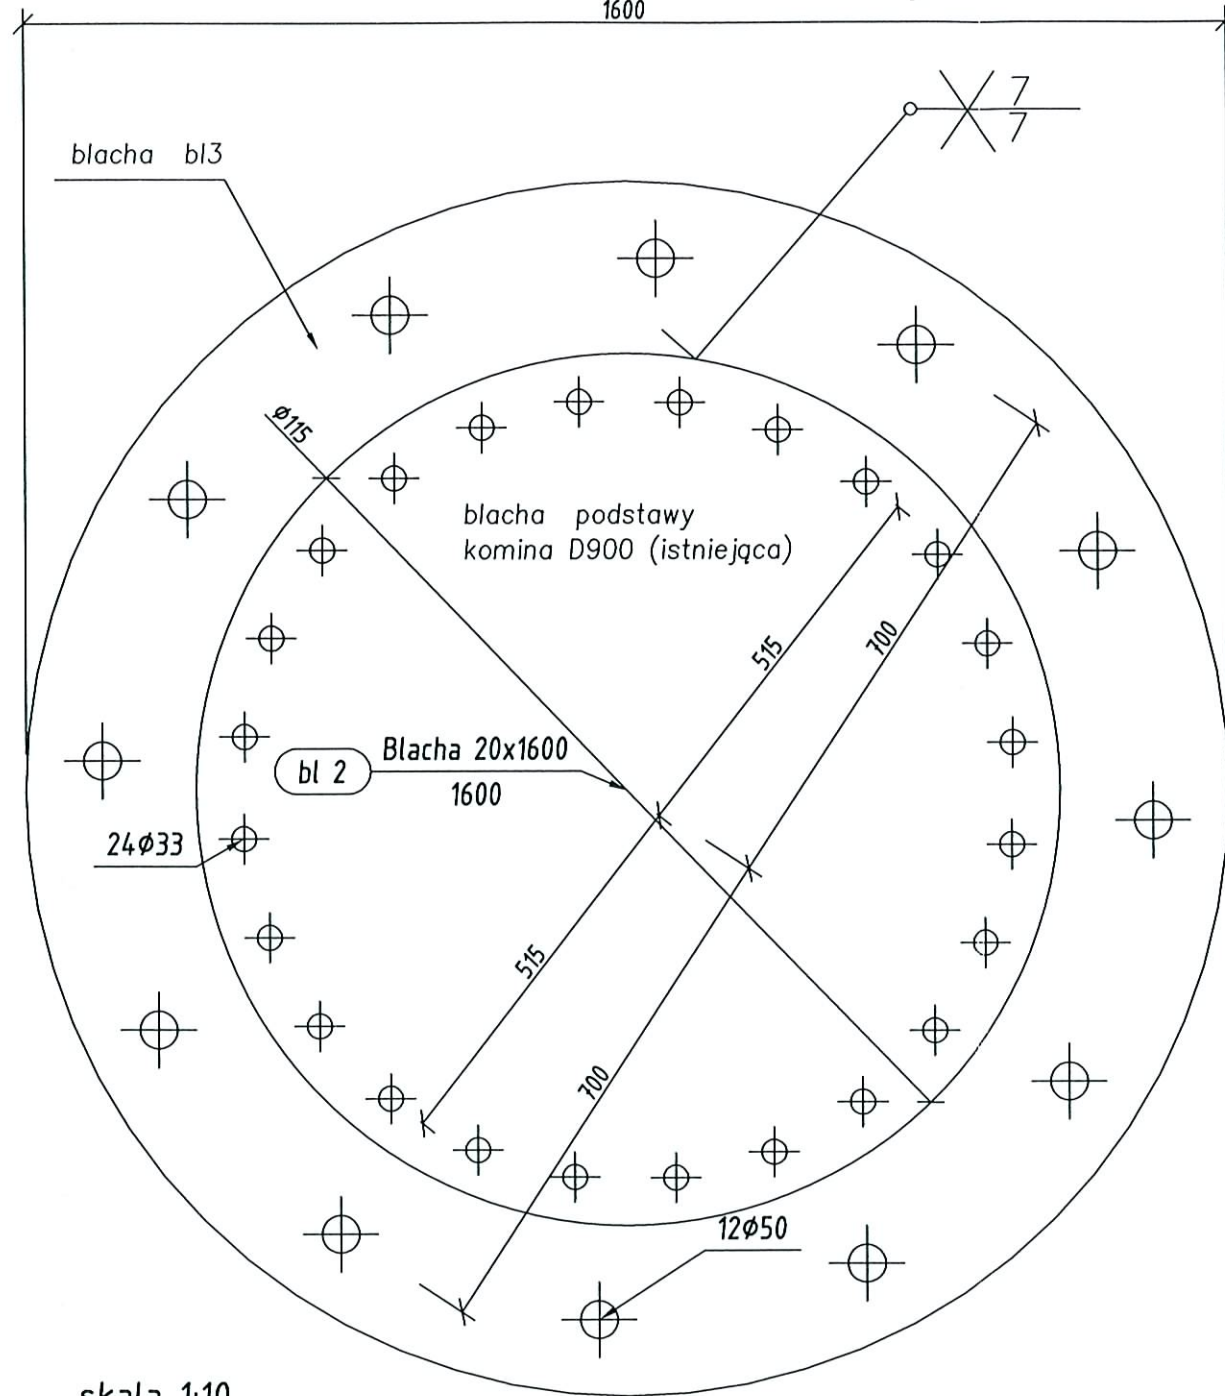 1600
7
7
blacha bl3
ø115
blacha podstawy
komina D900 (istniejąca)
515
700
bl 2
Blacha 20x1600
1600
24ø33
515
700
12ø50
skala 1:10